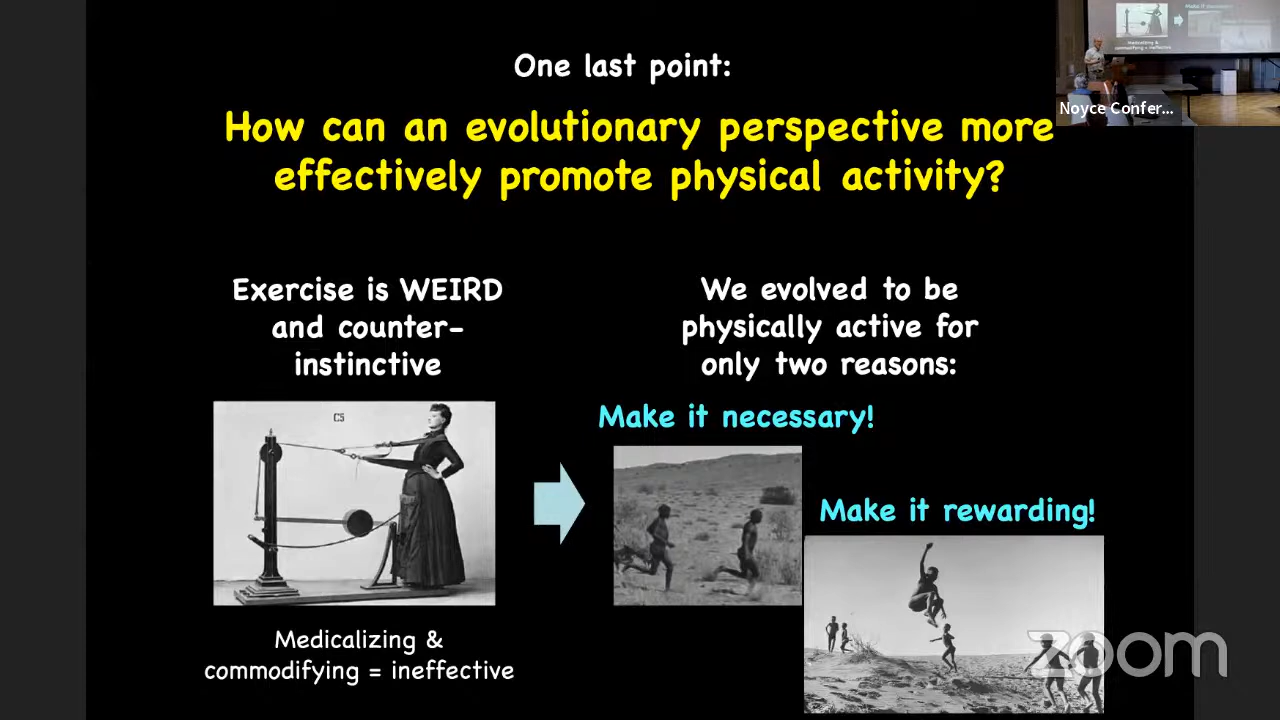 One last point:
How can an evolutionary perspective more
effectively promote physical activity?
Noyce Confer...
Exercise is WEIRD
and counter-
instinctive
We evolved to be
physically active for
only two reasons:
Make it necessary!
C5
Make it rewarding!
Medicalizing &
commodifying = ineffective
zoom